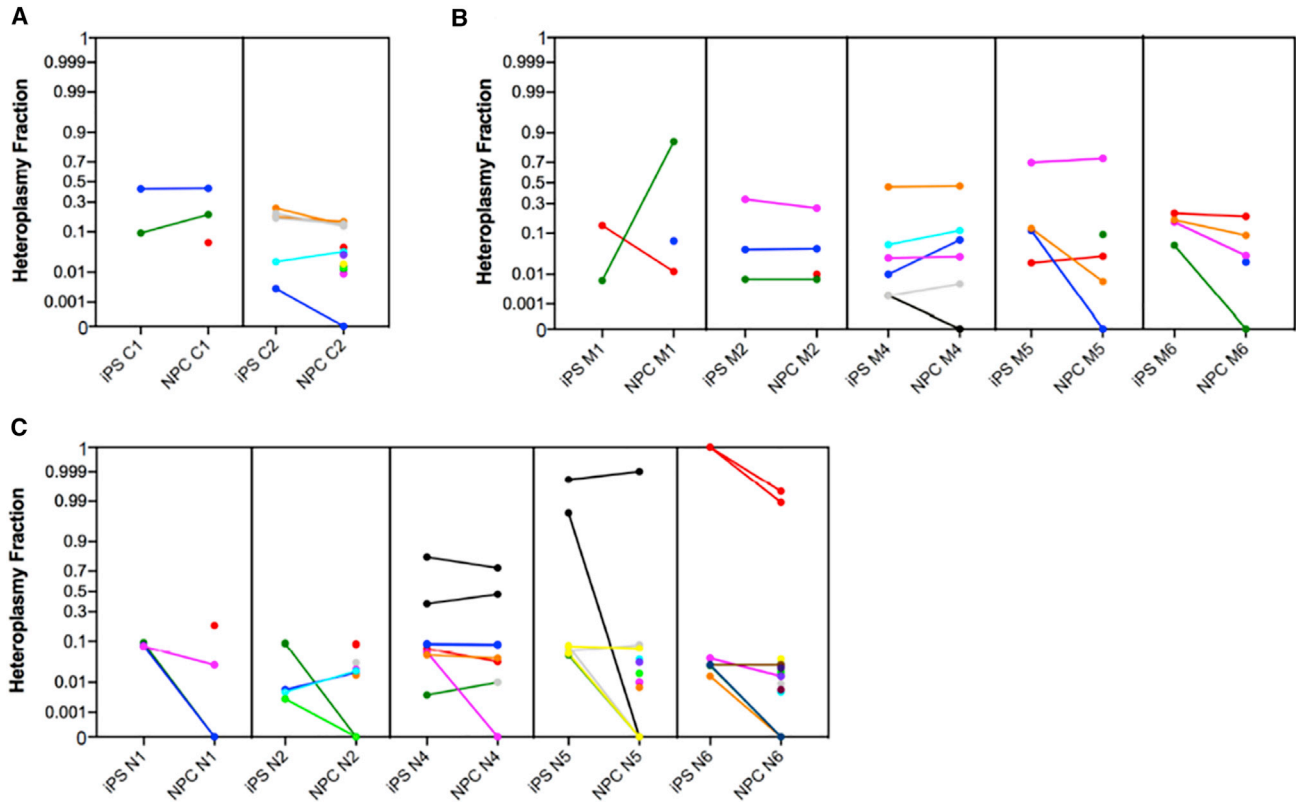 A
Heteroplasmy Fraction
1
0.999
0.99
0.9
0.7
0.5
0.3
0.1
0.01
0.001
0
iPS C1
NPC C1
iPS C2
NPC C2
B
Heteroplasmy Fraction
1
0.999
0.99
0.9
0.7
0.5
0.3
0.1
0.01
0.001
0
iPS M1
NPC M1
iPS M2
NPC M2
iPS M4
NPC M4
iPS M5
NPC M5
iPS M6
NPC M6
C
Heteroplasmy Fraction
1
0.999
0.99
0.9
0.7
0.5
0.3
0.1
0.01
0.001
0
iPS N1
NPC N1
iPS N2
NPC N2
iPS N4
NPC N4
iPS N5
NPC N5
iPS N6
NPC N6